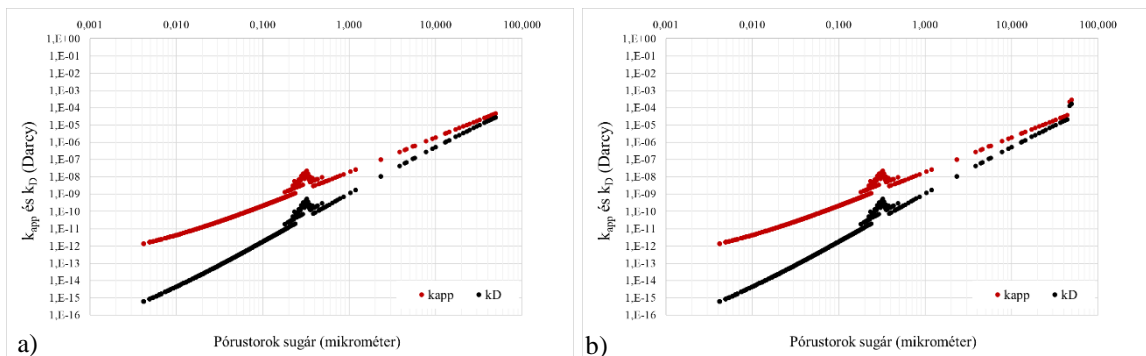 0,001 0,010 0,100 1,000 10,000 100,000
1,E+00
1,E-01
1,E-02
1,E-03
1,E-04
1,E-05
1,E-06
1,E-07
1,E-08
1,E-09
1,E-10
1,E-11
1,E-12
1,E-13
1,E-14
1,E-15
1,E-16
kapp és kD (Darcy)
kapp kD
Pórustorok sugár (mikrométer)
a)
0,001 0,010 0,100 1,000 10,000 100,000
1,E+00
1,E-01
1,E-02
1,E-03
1,E-04
1,E-05
1,E-06
1,E-07
1,E-08
1,E-09
1,E-10
1,E-11
1,E-12
1,E-13
1,E-14
1,E-15
1,E-16
kapp és kD (Darcy)
kapp kD
Pórustorok sugár (mikrométer)
b)